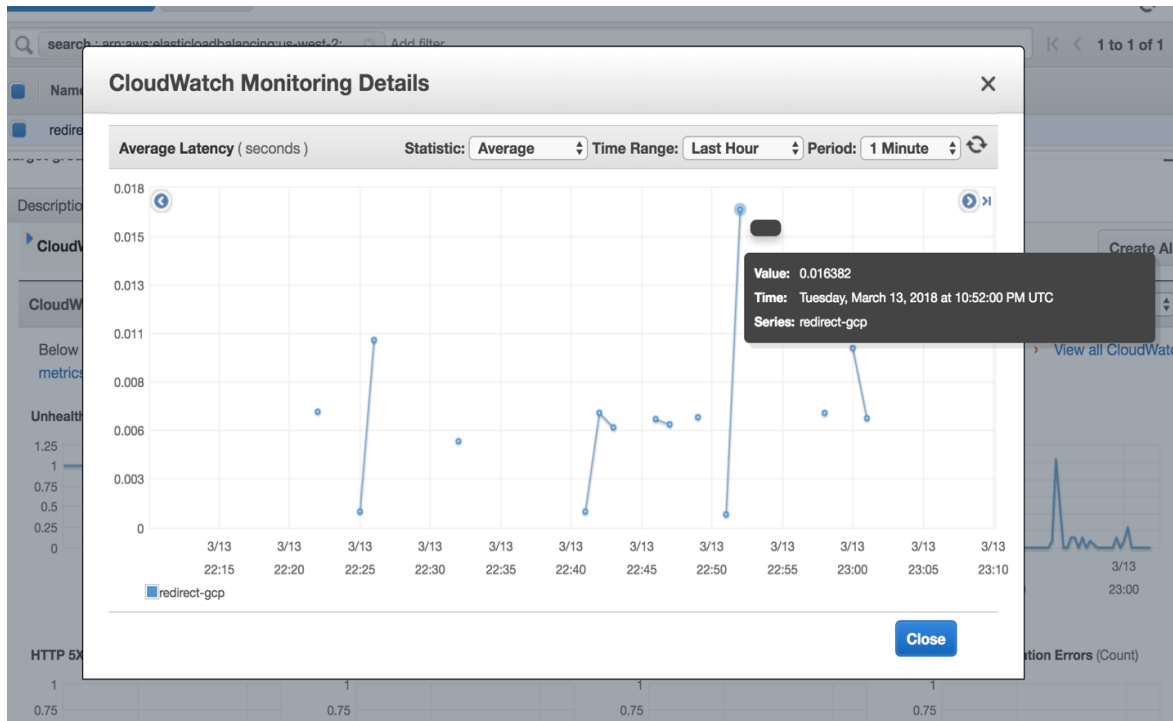 search : arn:aws:elasticloadbalancing:us-west-2: Add filter
1 to 1 of 1
Name
redire
CloudWatch Monitoring Details
Average Latency ( seconds )
Statistic: Average
Time Range: Last Hour
Period: 1 Minute
Descriptio
CloudW
Create Al
CloudW
Below
metrics
View all CloudWatc
Unhealth
1.25
1
0.75
0.5
0.25
0
0.018
0.015
0.013
0.011
0.008
0.006
0.003
0
Value: 0.016382
Time: Tuesday, March 13, 2018 at 10:52:00 PM UTC
Series: redirect-gcp
3/13 3/13 3/13 3/13 3/13 3/13 3/13 3/13 3/13 3/13 3/13 3/13
22:15 22:20 22:25 22:30 22:35 22:40 22:45 22:50 22:55 23:00 23:05 23:10
redirect-gcp
3/13
23:00
Close
HTTP 5X
tion Errors (Count)
1 1 1 1
0.75 0.75 0.75 0.75